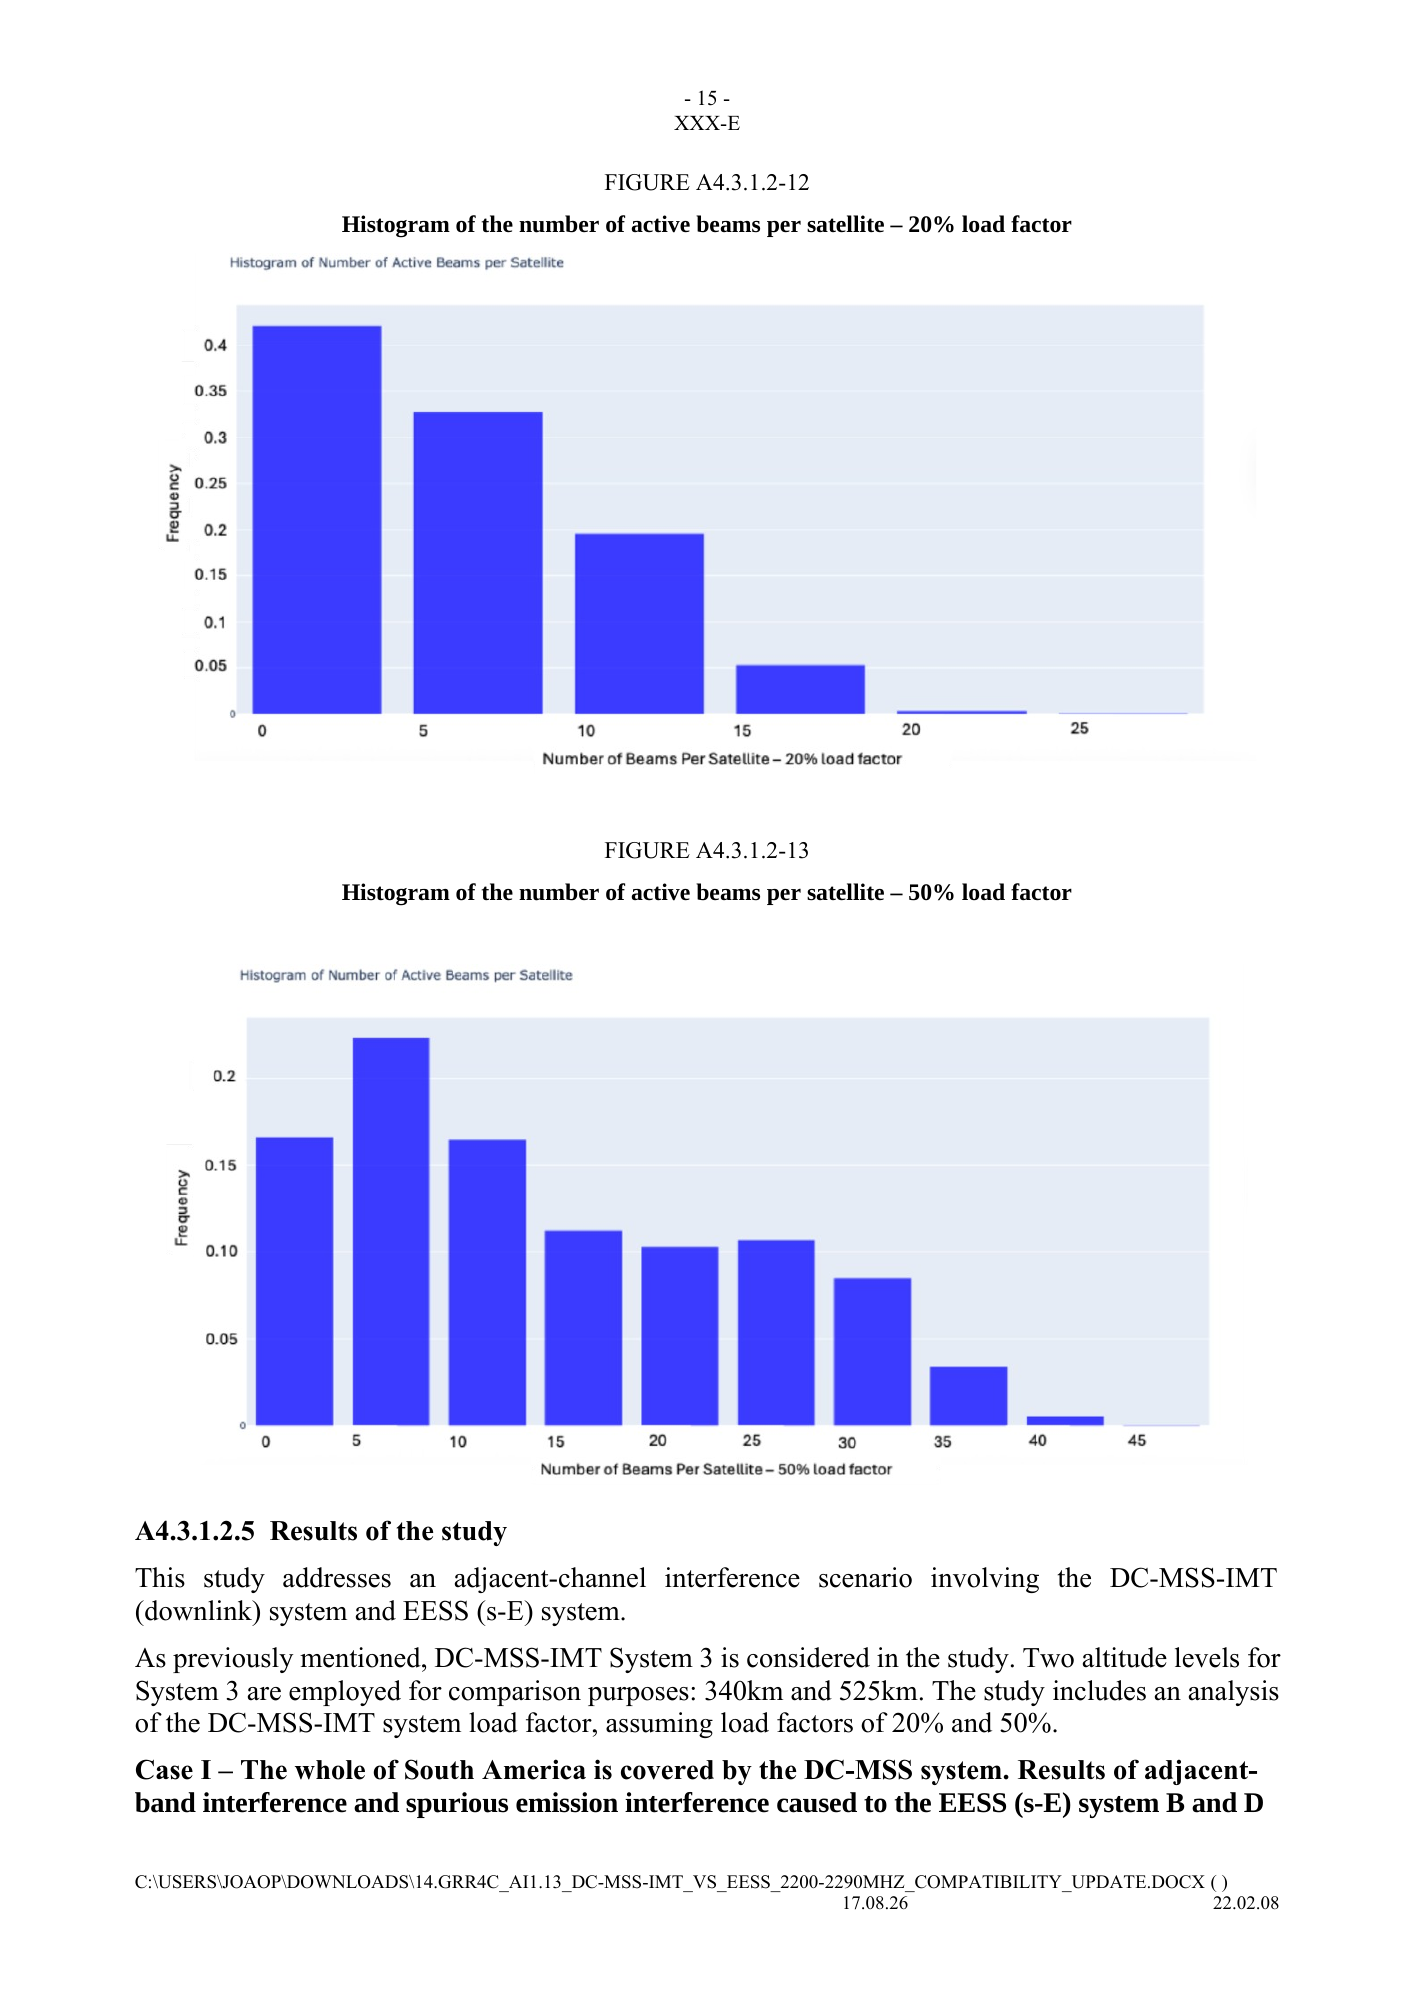 - 15 -
XXX-E
FIGURE A4.3.1.2-12
Histogram of the number of active beams per satellite – 20% load factor
Histogram of Number of Active Beams per Satellite
0.4
0.35
0.3
0.25
0.2
0.15
0.1
0.05
0
Frequency
0 5 10 15 20 25
Number of Beams Per Satellite – 20% load factor
FIGURE A4.3.1.2-13
Histogram of the number of active beams per satellite – 50% load factor
Histogram of Number of Active Beams per Satellite
0.2
0.15
0.10
0.05
0
Frequency
0 5 10 15 20 25 30 35 40 45
Number of Beams Per Satellite – 50% load factor
A4.3.1.2.5 Results of the study
This study addresses an adjacent-channel interference scenario involving the DC-MSS-IMT
(downlink) system and EESS (s-E) system.
As previously mentioned, DC-MSS-IMT System 3 is considered in the study. Two altitude levels for
System 3 are employed for comparison purposes: 340km and 525km. The study includes an analysis
of the DC-MSS-IMT system load factor, assuming load factors of 20% and 50%.
Case I – The whole of South America is covered by the DC-MSS system. Results of adjacent-
band interference and spurious emission interference caused to the EESS (s-E) system B and D
C:\USERS\JOAOP\DOWNLOADS\14.GRR4C_AI1.13_DC-MSS-IMT_VS_EESS_2200-2290MHZ_COMPATIBILITY_UPDATE.DOCX ( )
17.08.26 22.02.08